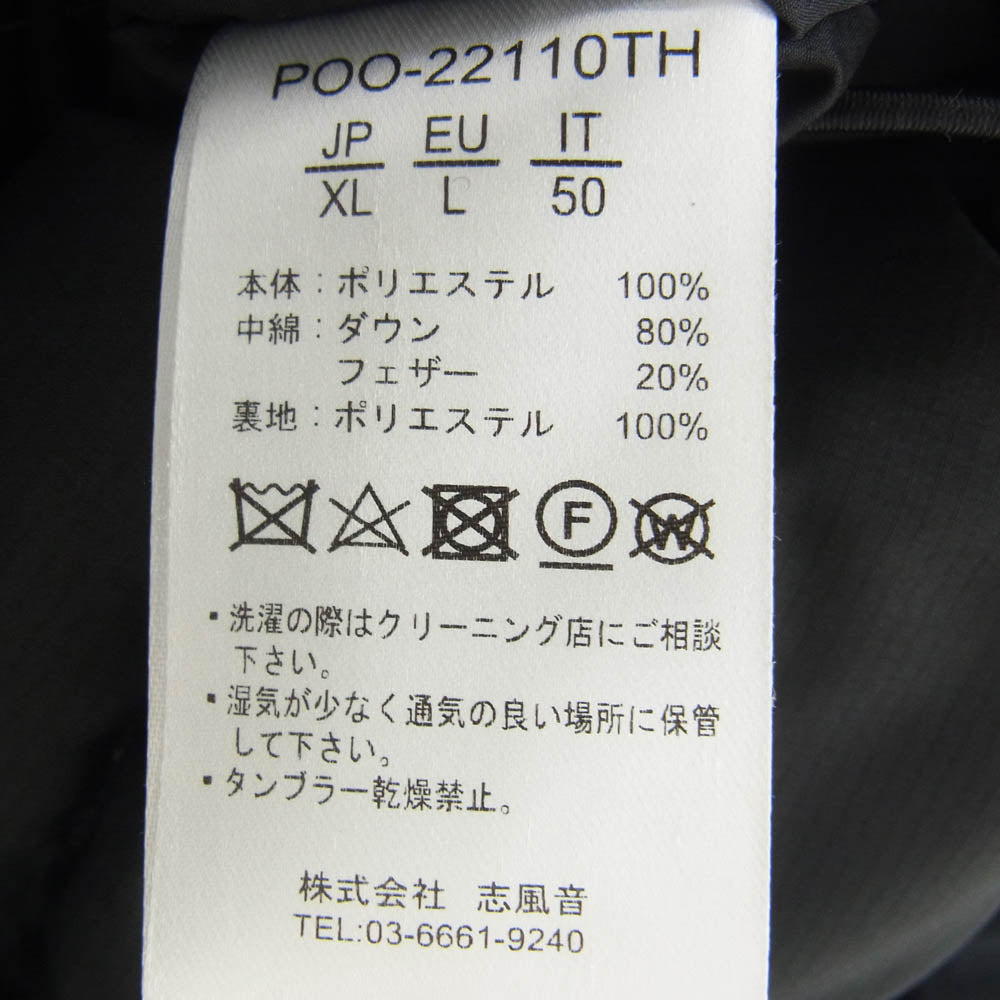 POO-22110TH
JP EU IT
XL L 50
本体：ポリエステル 100%
中綿：ダウン 80%
フェザー 20%
裏地：ポリエステル 100%
F W
・洗濯の際はクリーニング店にご相談
下さい。
・湿気が少なく通気の良い場所に保管
して下さい。
・タンブラー乾燥禁止。
株式会社 志風音
TEL:03-6661-9240